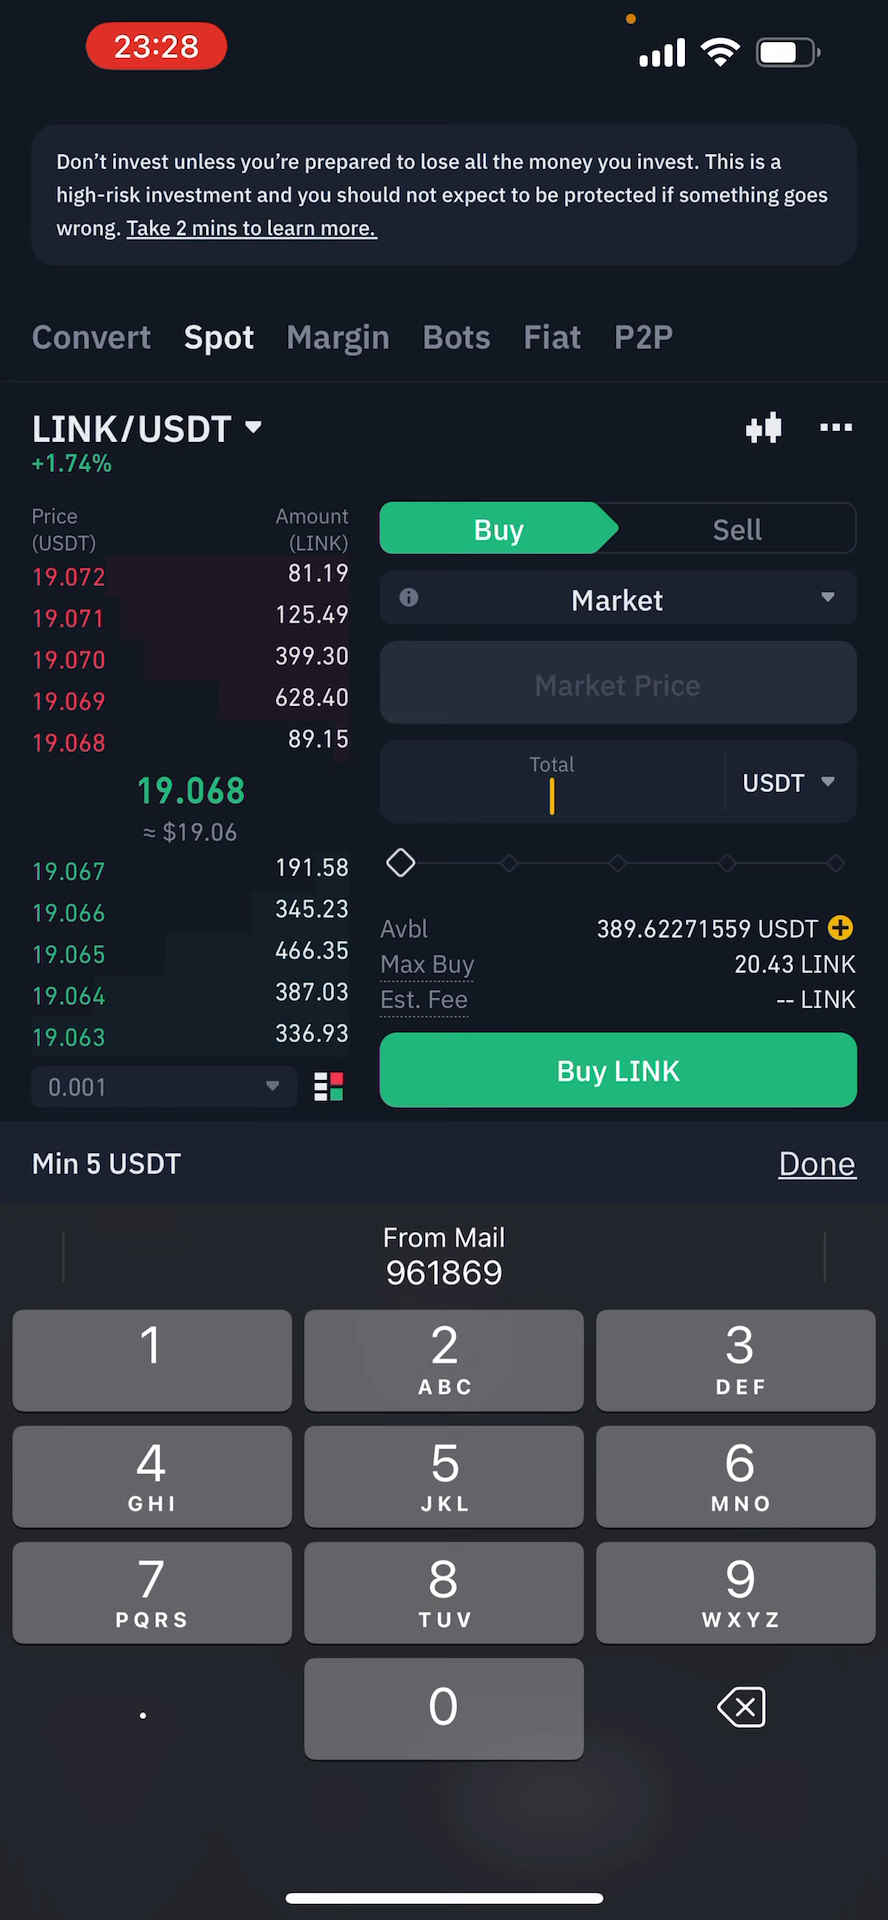 23:28
Don’t invest unless you’re prepared to lose all the money you invest. This is a
high-risk investment and you should not expect to be protected if something goes
wrong. Take 2 mins to learn more.
Convert Spot Margin Bots Fiat P2P
LINK/USDT
+1.74%
Price Amount
(USDT) (LINK)
19.072 81.19
19.071 125.49
19.070 399.30
19.069 628.40
19.068 89.15
19.068
≈ $19.06
19.067 191.58
19.066 345.23
19.065 466.35
19.064 387.03
19.063 336.93
0.001
Buy Sell
Market
Market Price
Total
USDT
Avbl 389.62271559 USDT
Max Buy 20.43 LINK
Est. Fee -- LINK
Buy LINK
Min 5 USDT Done
From Mail
961869
1 2 3
ABC DEF
4 5 6
GHI JKL MNO
7 8 9
PQRS TUV WXYZ
. 0